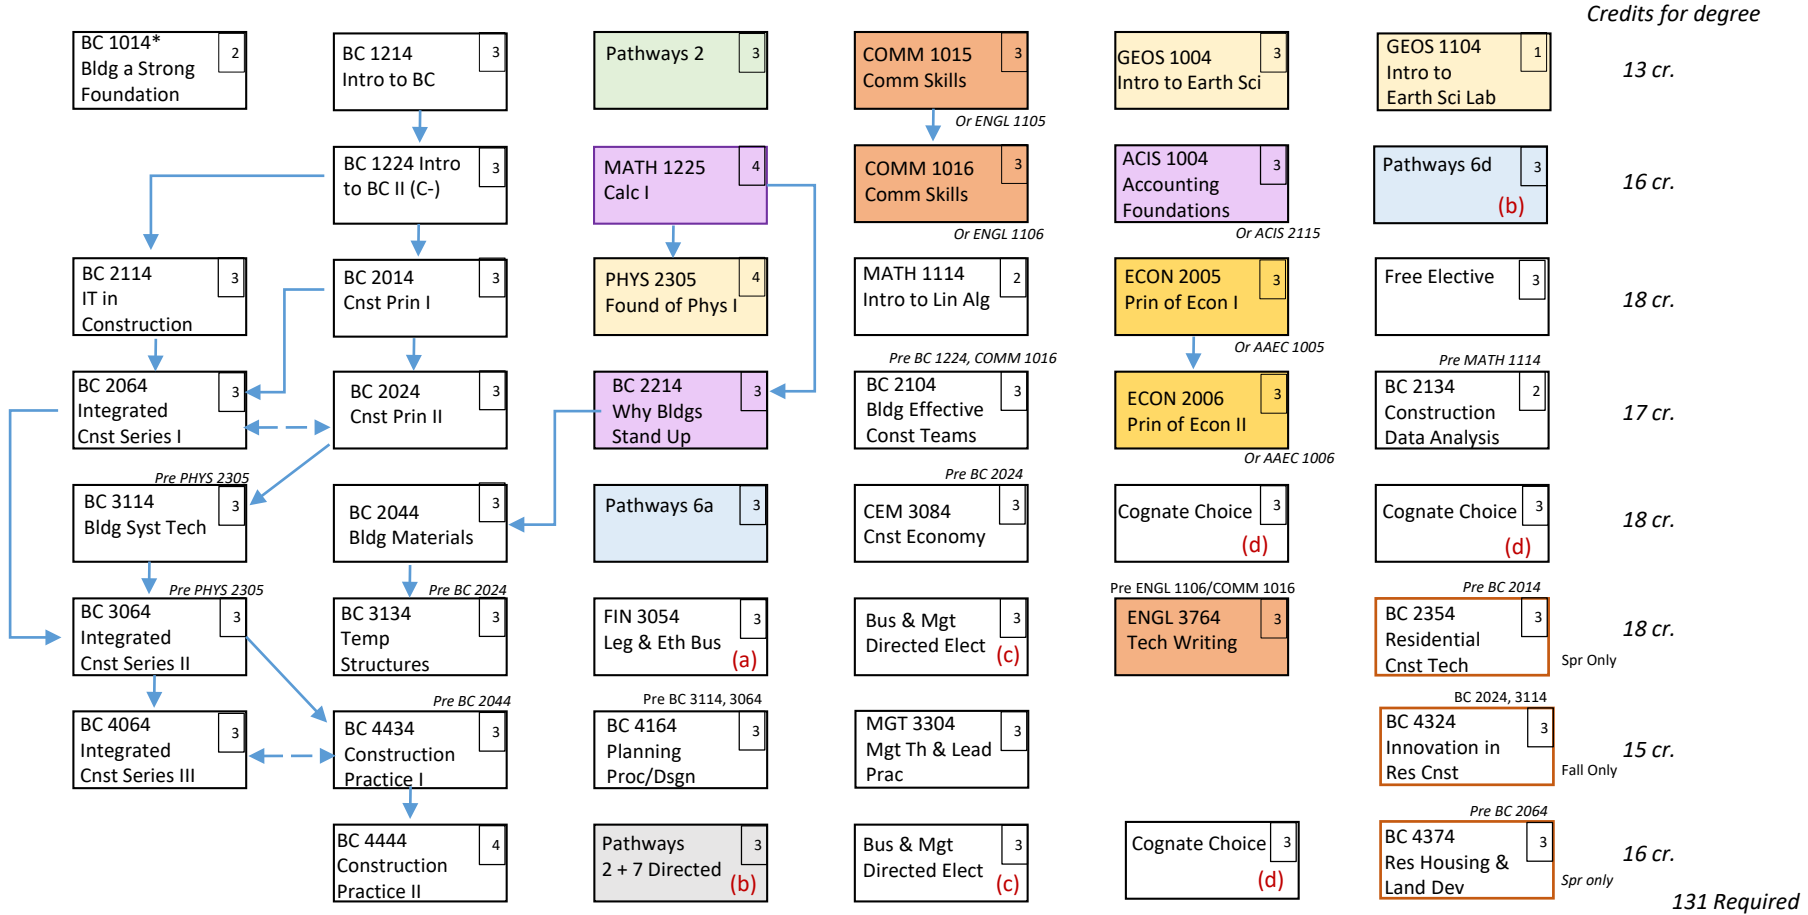 Credits for degree
BC 1014*
Bldg a Strong
Foundation
2
BC 1214
Intro to BC
3
Pathways 2
3
COMM 1015
Comm Skills
3
GEOS 1004
Intro to Earth Sci
3
GEOS 1104
Intro to
Earth Sci Lab
1
13 cr.
Or ENGL 1105
BC 1224 Intro
to BC II (C-)
3
MATH 1225
Calc I
4
COMM 1016
Comm Skills
3
ACIS 1004
Accounting
Foundations
3
Pathways 6d
3
(b)
16 cr.
Or ENGL 1106
Or ACIS 2115
BC 2114
IT in
Construction
3
BC 2014
Cnst Prin I
3
PHYS 2305
Found of Phys I
4
MATH 1114
Intro to Lin Alg
2
ECON 2005
Prin of Econ I
3
Free Elective
3
18 cr.
Or AAEC 1005
Pre BC 1224, COMM 1016
Pre MATH 1114
BC 2064
Integrated
Cnst Series I
3
BC 2024
Cnst Prin II
3
BC 2214
Why Bldgs
Stand Up
3
BC 2104
Bldg Effective
Const Teams
3
ECON 2006
Prin of Econ II
3
BC 2134
Construction
Data Analysis
2
17 cr.
Or AAEC 1006
Pre PHYS 2305
Pre BC 2024
BC 3114
Bldg Syst Tech
3
BC 2044
Bldg Materials
3
Pathways 6a
3
CEM 3084
Cnst Economy
3
Cognate Choice
3
(d)
Cognate Choice
3
(d)
18 cr.
Pre PHYS 2305
Pre BC 2024
Pre ENGL 1106/COMM 1016
Pre BC 2014
BC 3064
Integrated
Cnst Series II
3
BC 3134
Temp
Structures
3
FIN 3054
Leg & Eth Bus
3
(a)
Bus & Mgt
Directed Elect
3
(c)
ENGL 3764
Tech Writing
3
BC 2354
Residential
Cnst Tech
3
Spr Only
18 cr.
Pre BC 2044
Pre BC 3114, 3064
BC 2024, 3114
BC 4064
Integrated
Cnst Series III
3
BC 4434
Construction
Practice I
3
BC 4164
Planning
Proc/Dsgn
3
MGT 3304
Mgt Th & Lead
Prac
3
BC 4324
Innovation in
Res Cnst
3
Fall Only
15 cr.
Pre BC 2064
BC 4444
Construction
Practice II
4
Pathways
2 + 7 Directed
3
(b)
Bus & Mgt
Directed Elect
3
(c)
Cognate Choice
3
(d)
BC 4374
Res Housing &
Land Dev
3
Spr only
16 cr.
131 Required